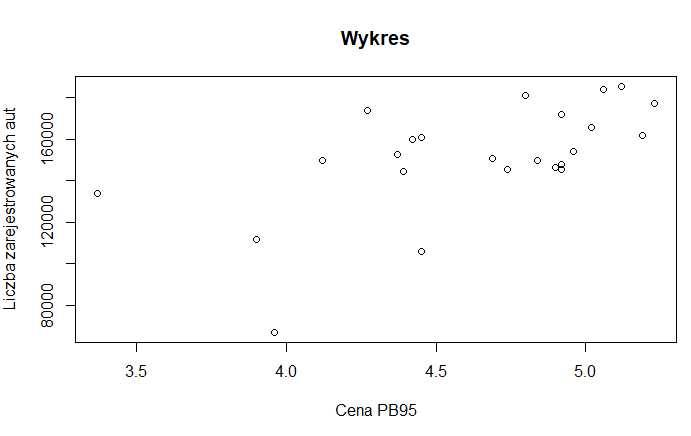 Wykres
Liczba zarejestrowanych aut
160000
120000
80000
3.5 4.0 4.5 5.0
Cena PB95